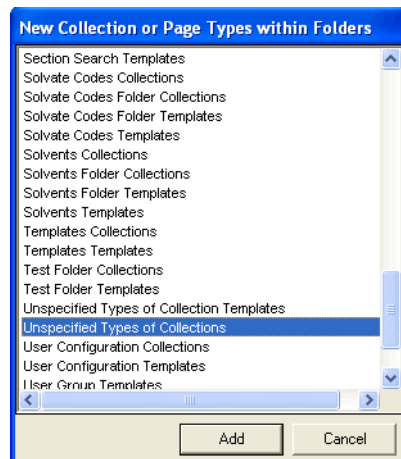 New Collection or Page Types within Folders
Section Search Templates
Solvate Codes Collections
Solvate Codes Folder Collections
Solvate Codes Folder Templates
Solvate Codes Templates
Solvents Collections
Solvents Folder Collections
Solvents Folder Templates
Solvents Templates
Templates Collections
Templates Templates
Test Folder Collections
Test Folder Templates
Unspecified Types of Collection Templates
Unspecified Types of Collections
User Configuration Collections
User Configuration Templates
User Group Templates
Add Cancel